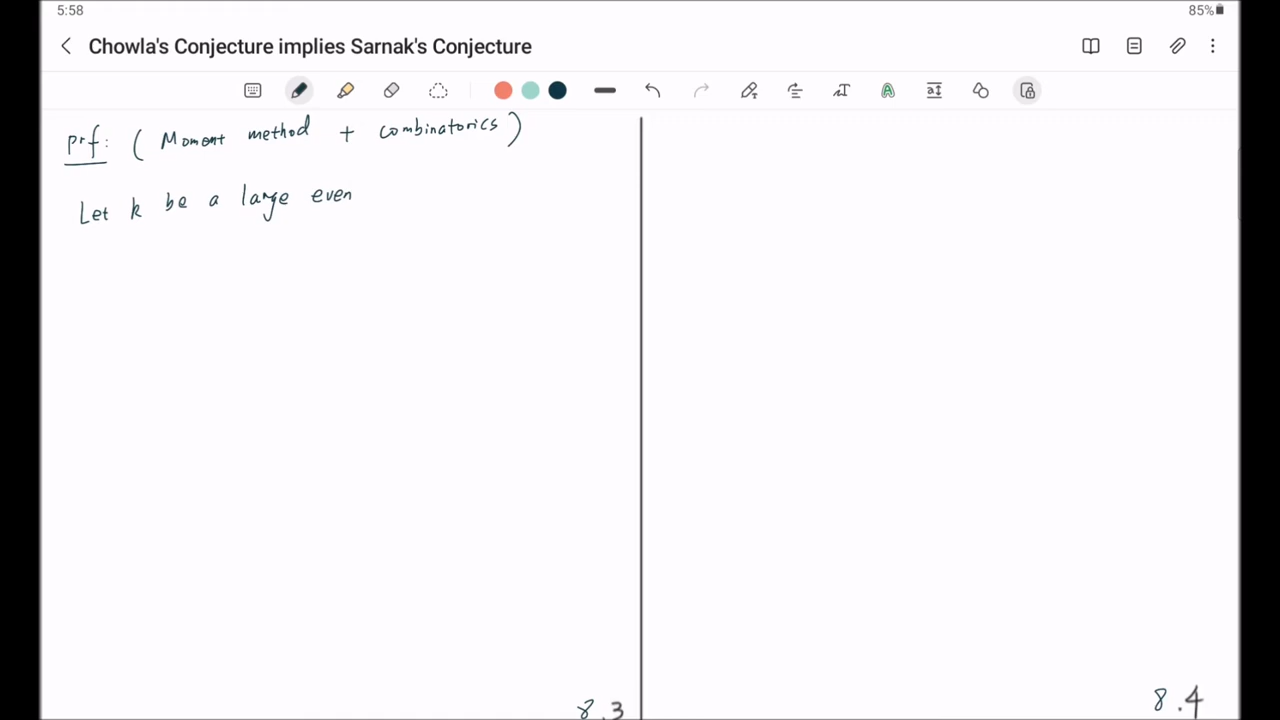 5:58
85%
Chowla's Conjecture implies Sarnak's Conjecture
prf: (Moment method + combinatorics)
Let k be a large even
8.3
8.4